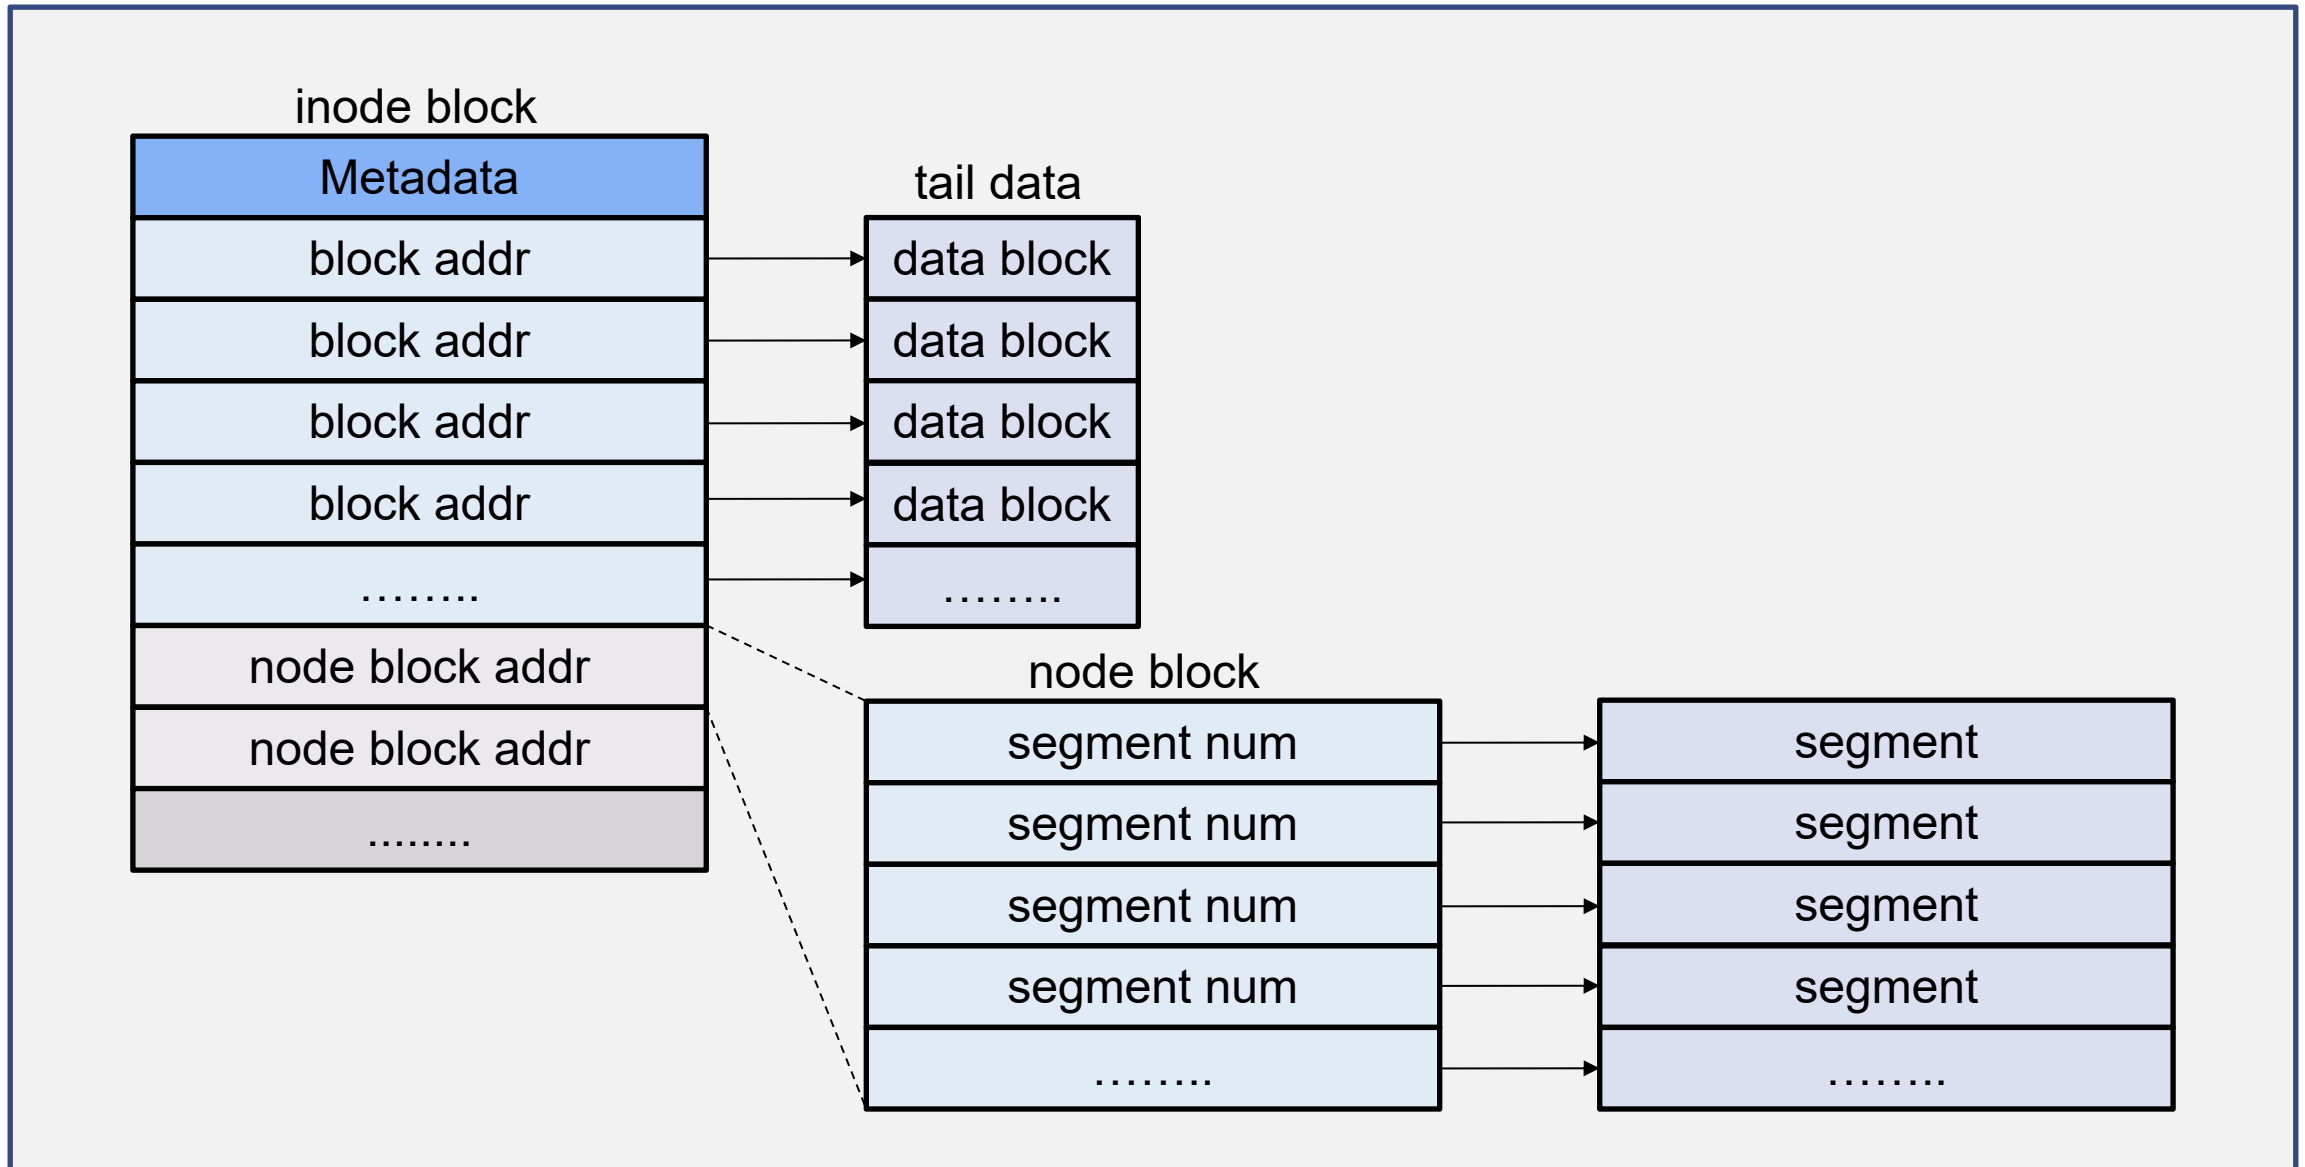 inode block
Metadata
block addr
block addr
block addr
block addr
........
node block addr
node block addr
........
tail data
data block
data block
data block
data block
........
node block
segment num
segment num
segment num
segment num
........
segment
segment
segment
segment
........